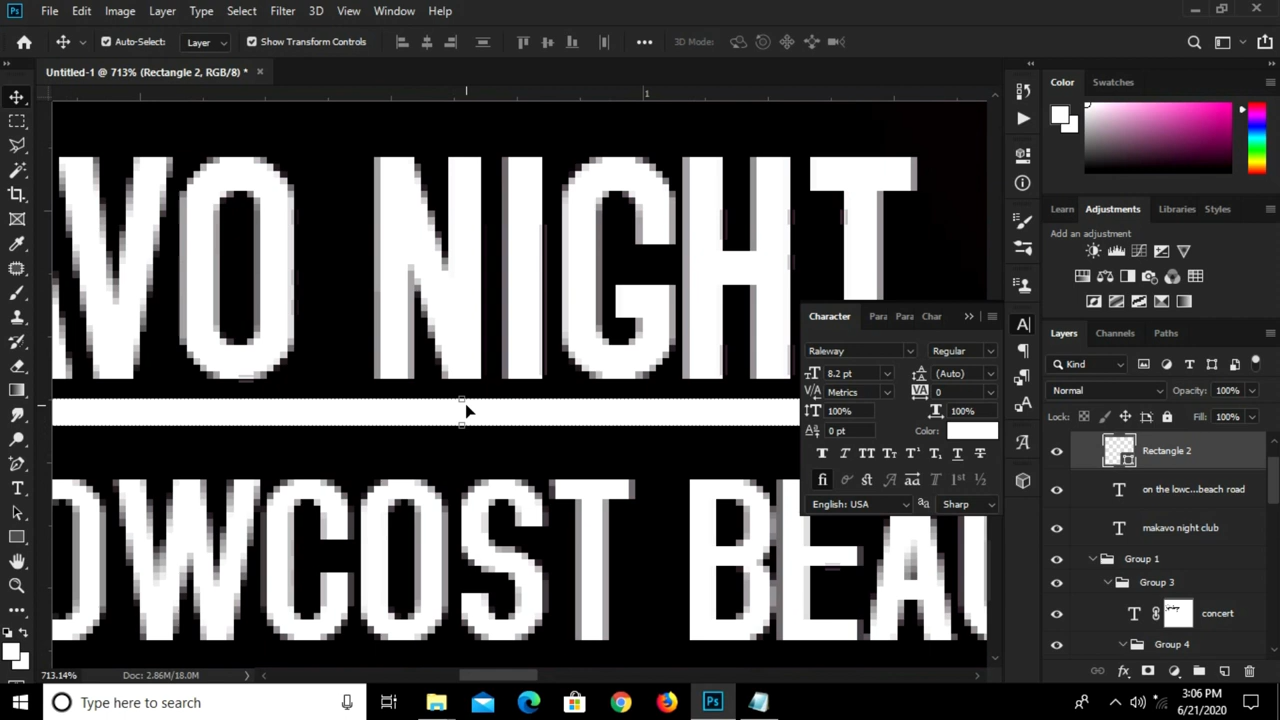 Ps File Edit Image Layer Type Select Filter 3D View Window Help
Auto-Select: Layer Show Transform Controls 3D Mode:
Untitled-1 @ 713% (Rectangle 2, RGB/8) * ×
1
VO NIGHT
OWCOST BEA
713.14% Doc: 2.86M/18.0M
Character Para Para Char
Raleway Regular
8.2 pt (Auto)
Metrics 0
100% 100%
0 pt Color:
English: USA Sharp
Color Swatches
Learn Adjustments Libraries Styles
Add an adjustment
Layers Channels Paths
Kind
Normal Opacity: 100%
Lock: Fill: 100%
Rectangle 2
on the lowc...beach road
makavo night club
Group 1
Group 3
concert
Group 4
Type here to search
3:06 PM
6/21/2020